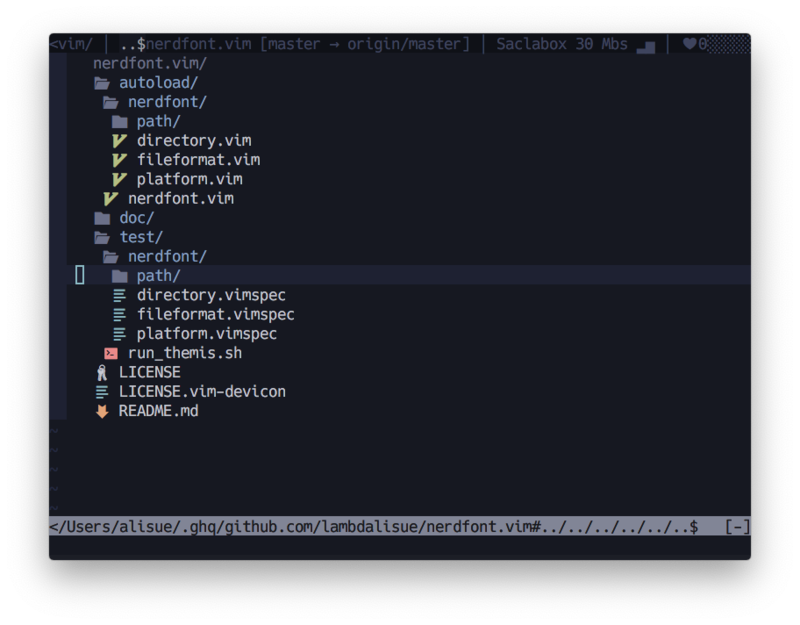 <vim/ | ..$nerdfont.vim [master → origin/master] | Saclabox 30 Mbs | ♥0
nerdfont.vim/
autoload/
nerdfont/
path/
directory.vim
fileformat.vim
platform.vim
nerdfont.vim
doc/
test/
nerdfont/
path/
directory.vimspec
fileformat.vimspec
platform.vimspec
run_themis.sh
LICENSE
LICENSE.vim-devicon
README.md
~
~
~
~
~
</Users/alisue/.ghq/github.com/lambdalisue/nerdfont.vim#../../../../../..$ [-]